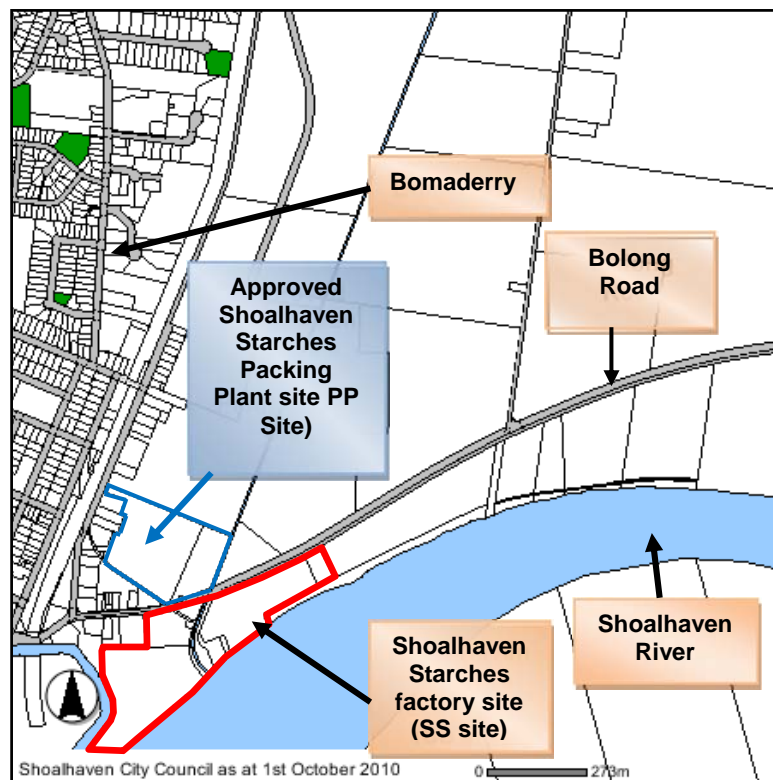 Bomaderry
Bolong
Road
Approved
Shoalhaven
Starches
Packing
Plant site PP
Site)
Shoalhaven
River
Shoalhaven
Starches
factory site
(SS site)
Shoalhaven City Council as at 1st October 2010
0 273m